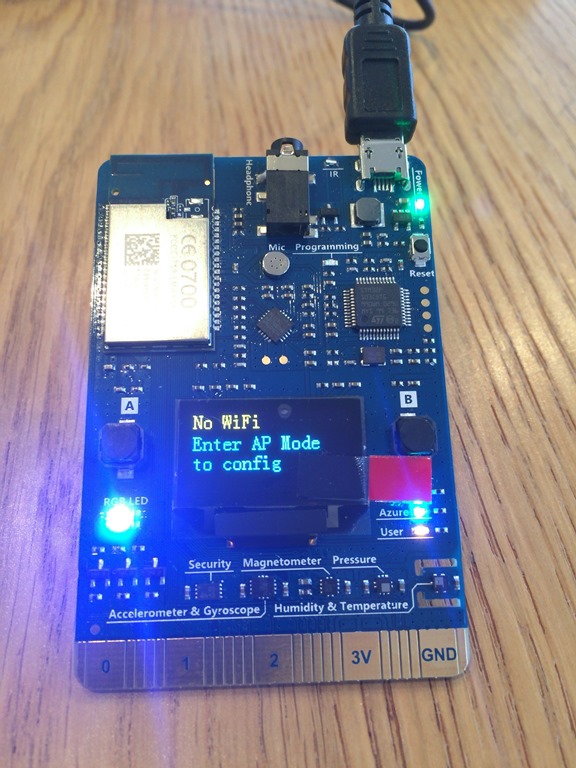 Headphone
IR
Power
Mic
Programming
Reset
CE 0700
A
B
No WiFi
Enter AP Mode
to config
RGB LED
Azure
User
Security
Magnetometer
Pressure
Accelerometer & Gyroscope
Humidity & Temperature
0
1
2
3V
GND